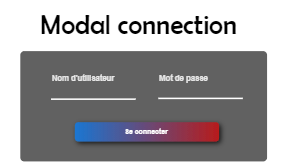 Modal connection
Nom d'utilisateur Mot de passe
Se connecter